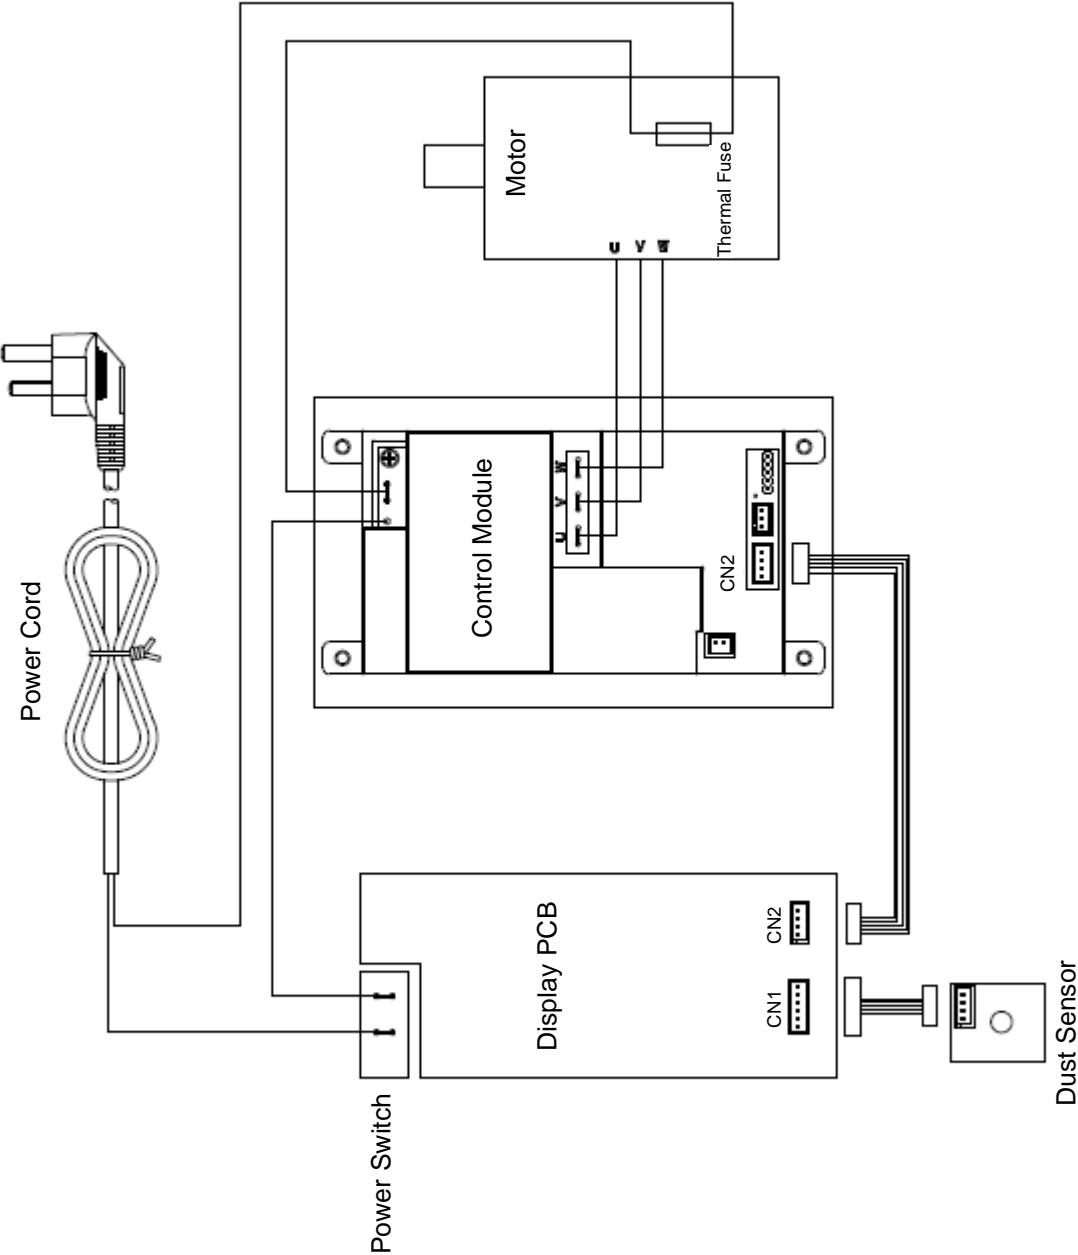 Power Cord
Power Switch
Motor
U
V
W
Thermal Fuse
Control Module
U
V
W
CN2
Display PCB
CN1
CN2
Dust Sensor